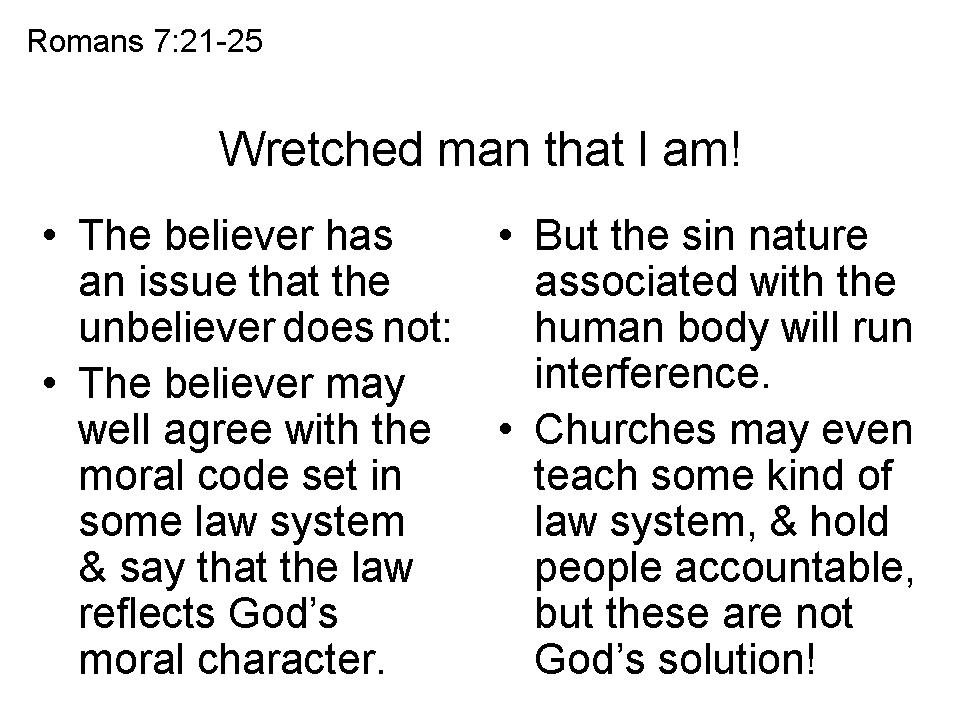 Romans 7:21-25
Wretched man that I am!
• The believer has
an issue that the
unbeliever does not:
• The believer may
well agree with the
moral code set in
some law system
& say that the law
reflects God’s
moral character.
• But the sin nature
associated with the
human body will run
interference.
• Churches may even
teach some kind of
law system, & hold
people accountable,
but these are not
God’s solution!